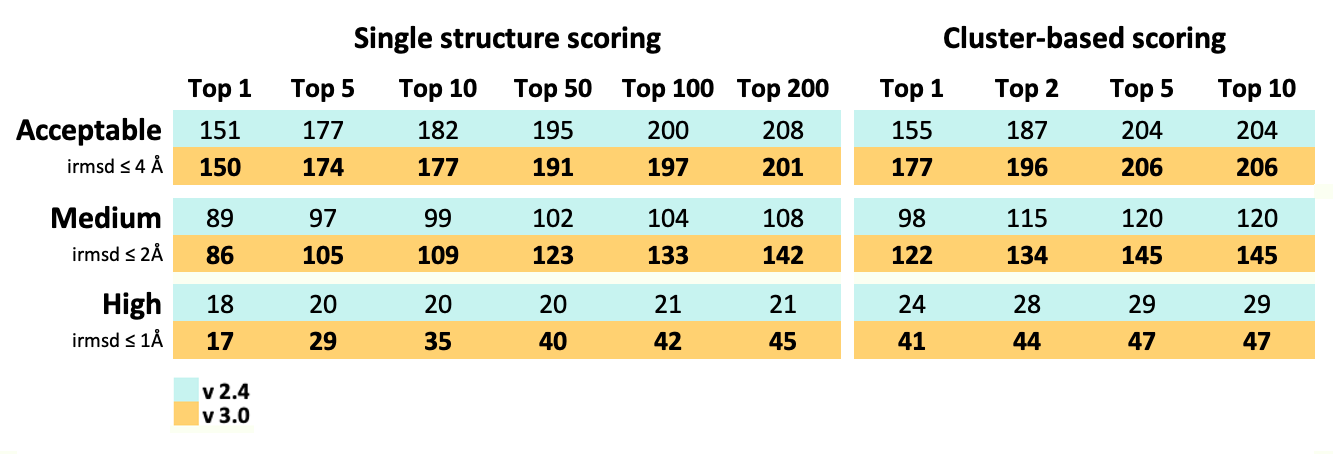 Single structure scoring Cluster-based scoring
Top 1 Top 5 Top 10 Top 50 Top 100 Top 200 Top 1 Top 2 Top 5 Top 10
Acceptable 151 177 182 195 200 208 155 187 204 204
irmsd ≤ 4 Å 150 174 177 191 197 201 177 196 206 206
Medium 89 97 99 102 104 108 98 115 120 120
irmsd ≤ 2Å 86 105 109 123 133 142 122 134 145 145
High 18 20 20 20 21 21 24 28 29 29
irmsd ≤ 1Å 17 29 35 40 42 45 41 44 47 47
v 2.4
v 3.0